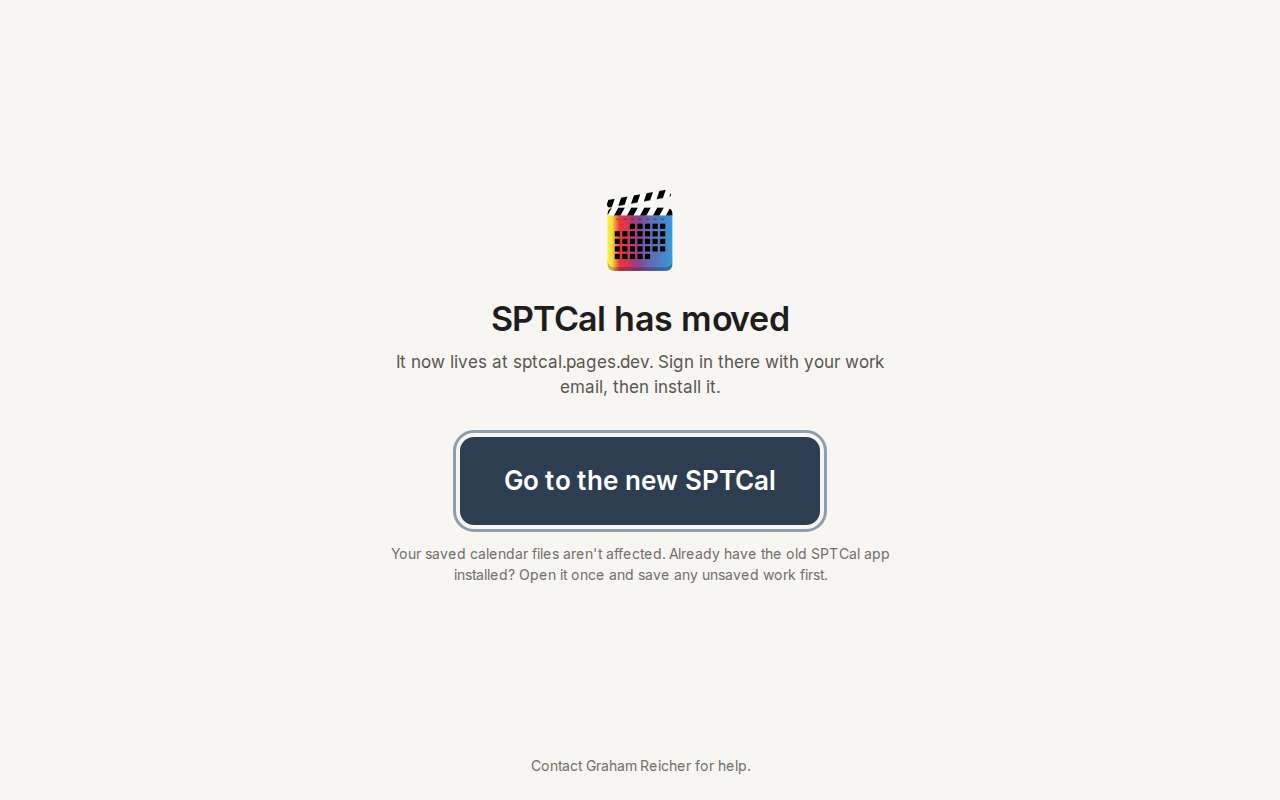 SPTCal has moved
It now lives at sptcal.pages.dev. Sign in there with your work
email, then install it.
Go to the new SPTCal
Your saved calendar files aren't affected. Already have the old SPTCal app
installed? Open it once and save any unsaved work first.
Contact Graham Reicher for help.